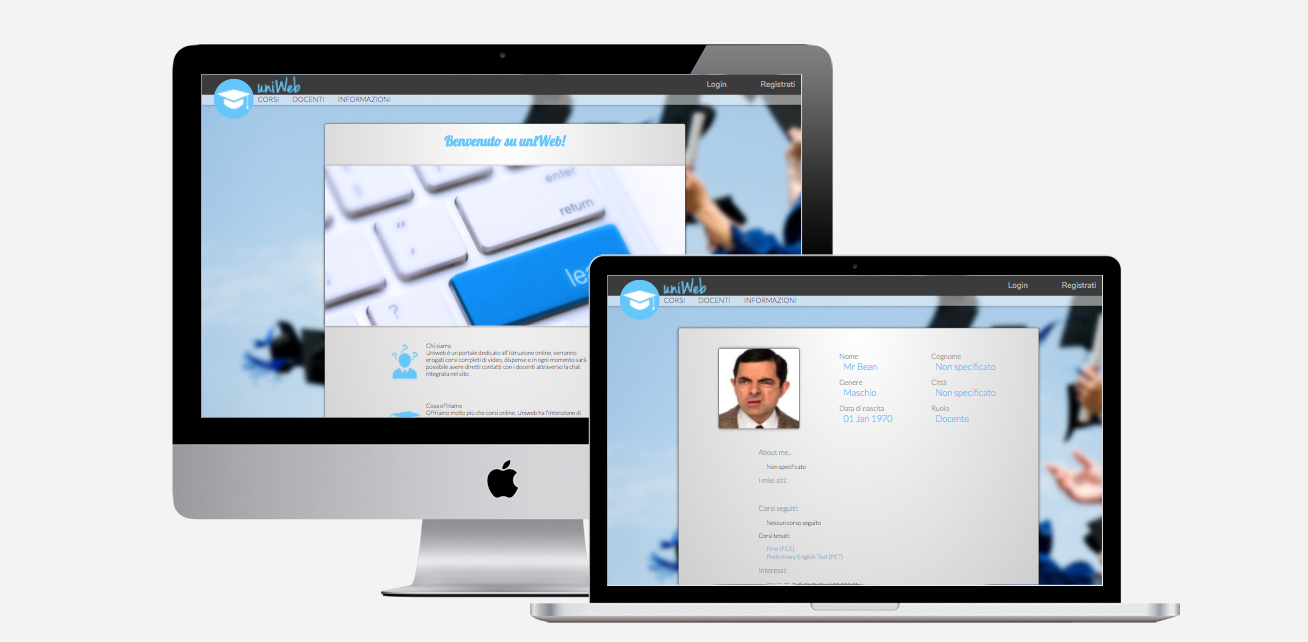 uniWeb
Login
Registrati
CORSI
DOCENTI
INFORMAZIONI
Benvenuto su uniWeb!
enter
return
"
,
?
lea
Chi siamo
Uniweb è un portale dedicato all'istruzione online, verranno
erogati corsi completi di video, dispense e in ogni momento sarà
possibile avere diretti contatti con i docenti attraverso la chat
integrata nel sito.
Cosa offriamo
Offriamo molto più che corsi online, Uniweb ha l'intenzione di
uniWeb
Login
Registrati
CORSI
DOCENTI
INFORMAZIONI
Nome
Mr Bean
Cognome
Non specificato
Genere
Maschio
Città
Non specificato
Data di nascita
01 Jan 1970
Ruolo
Docente
About me..
Non specificato
I miei siti:
Corsi seguiti:
Nessun corso seguito
Corsi tenuti:
First (FCE)
Preliminary English Test (PET)
Interessi: